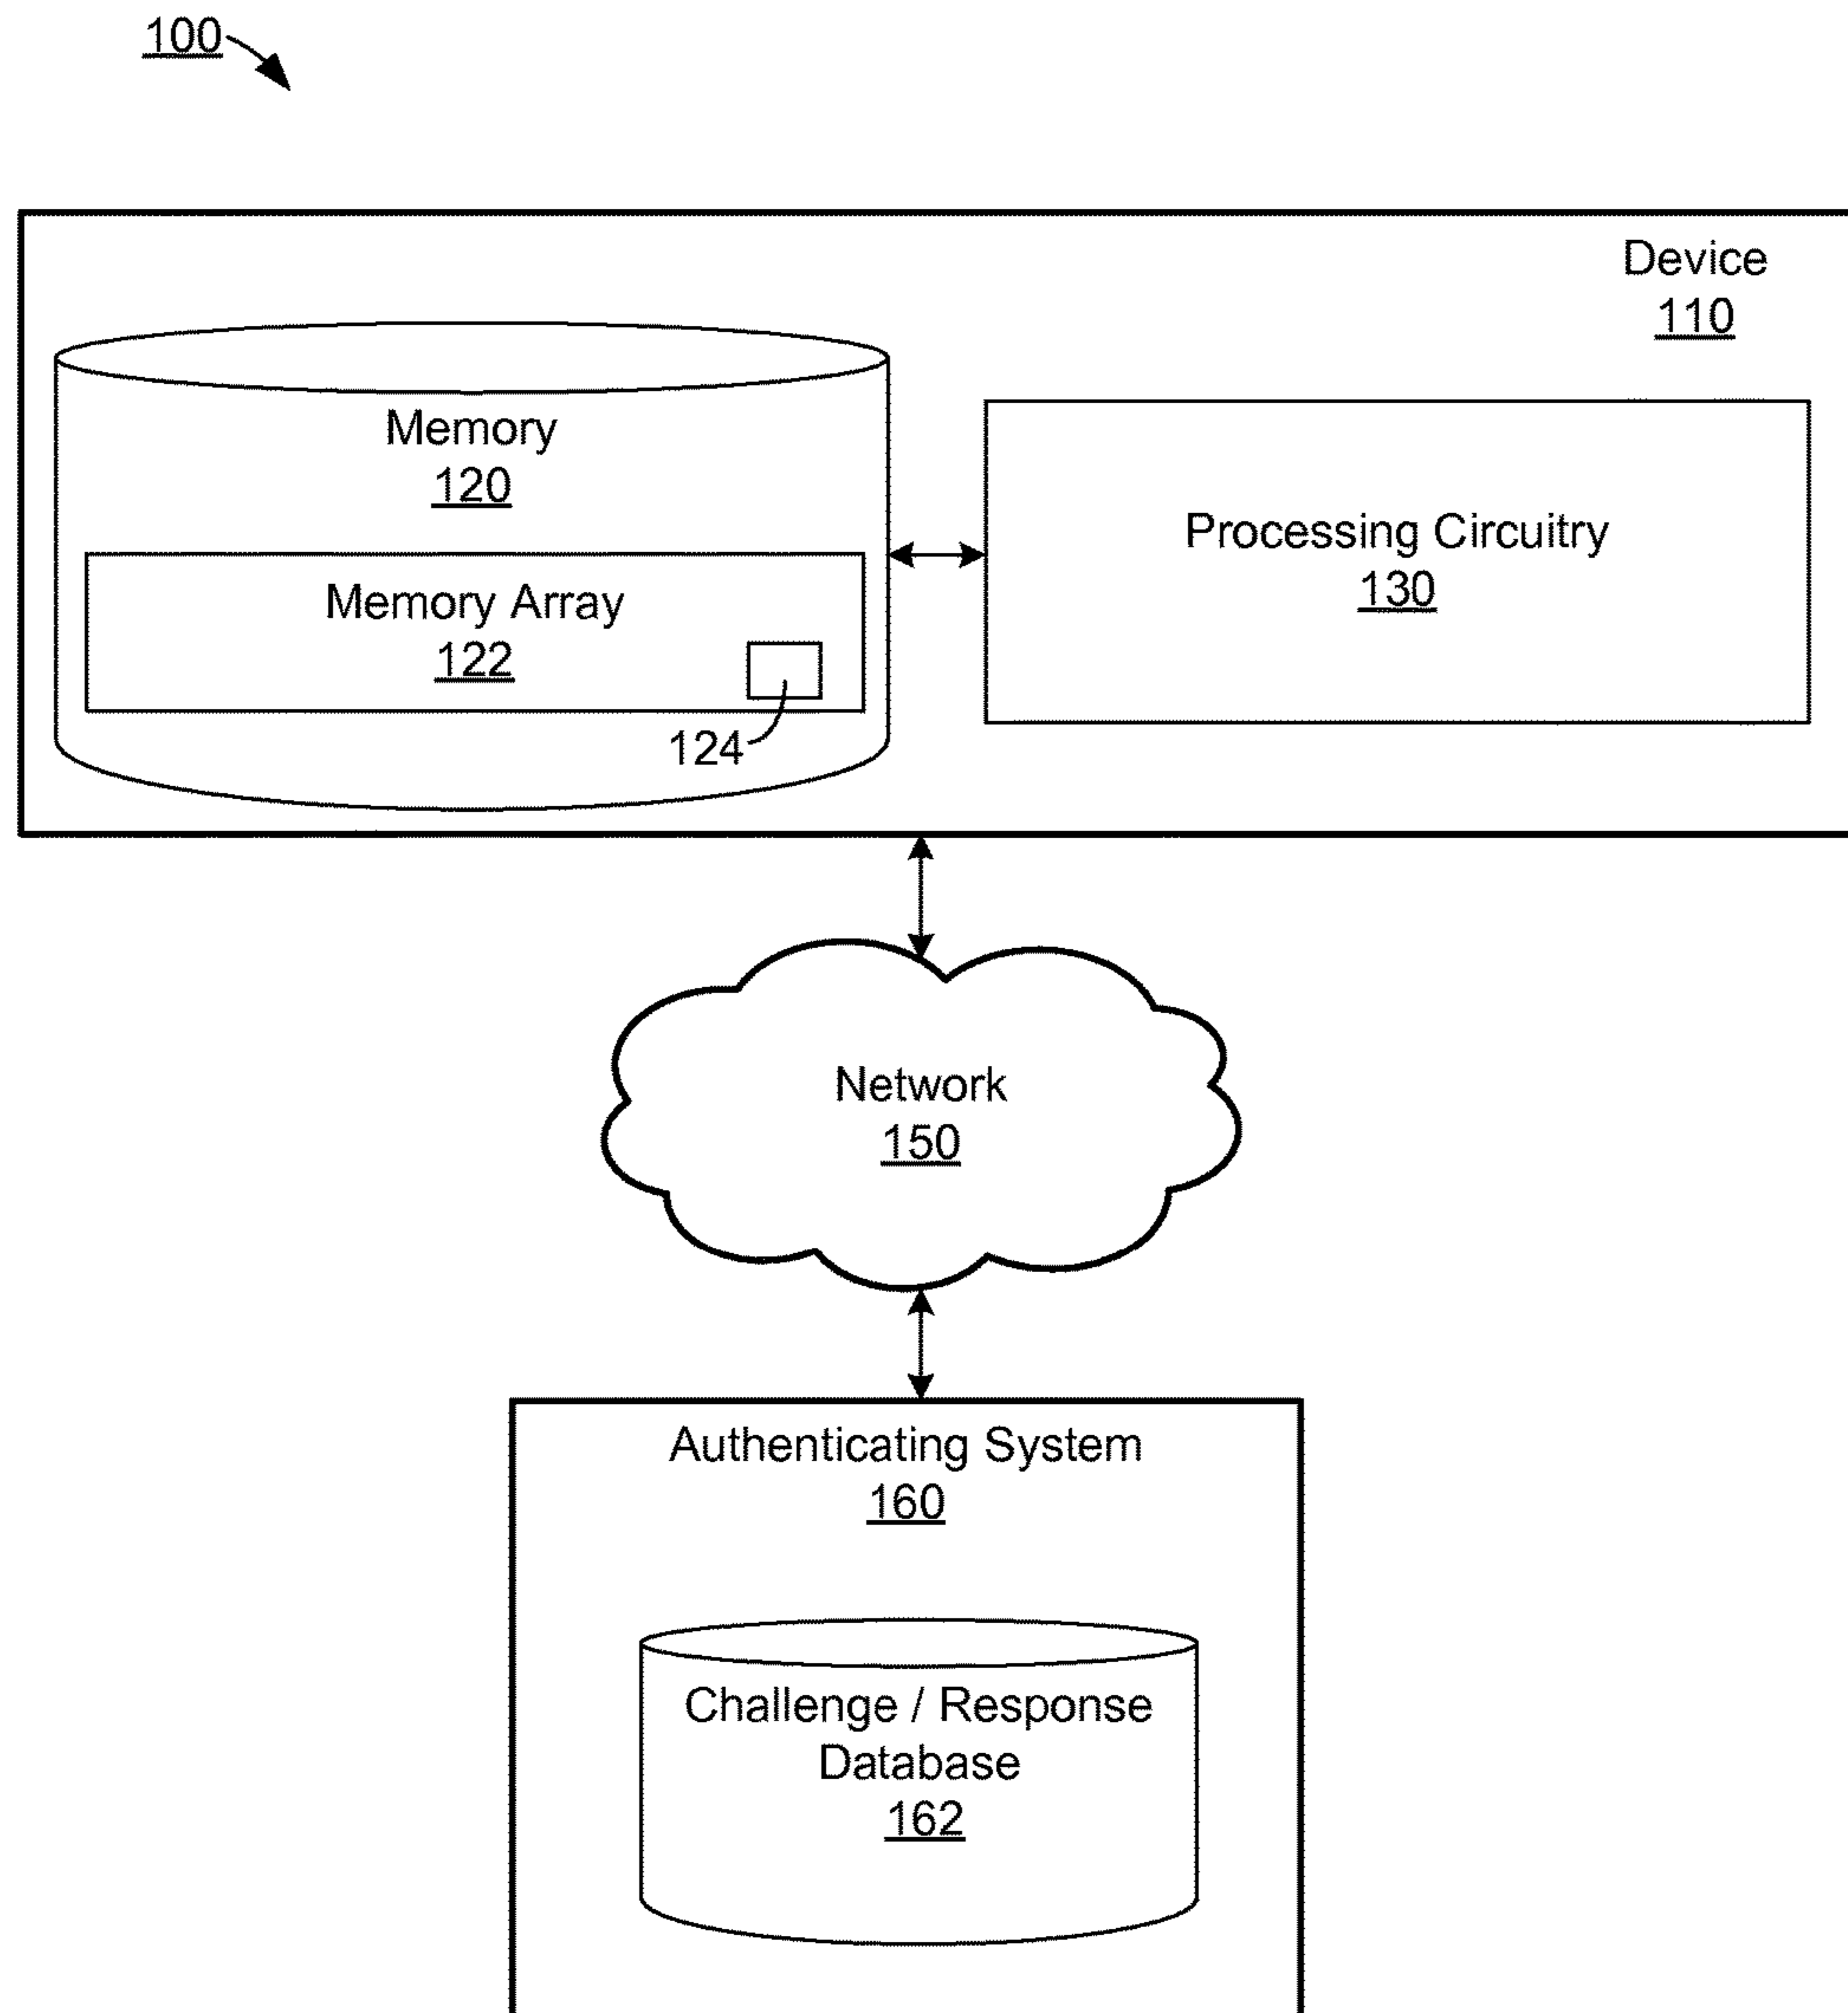 100
Device
110
Memory
120
Processing Circuitry
130
Memory Array
122
124
Network
150
Authenticating System
160
Challenge / Response
Database
162